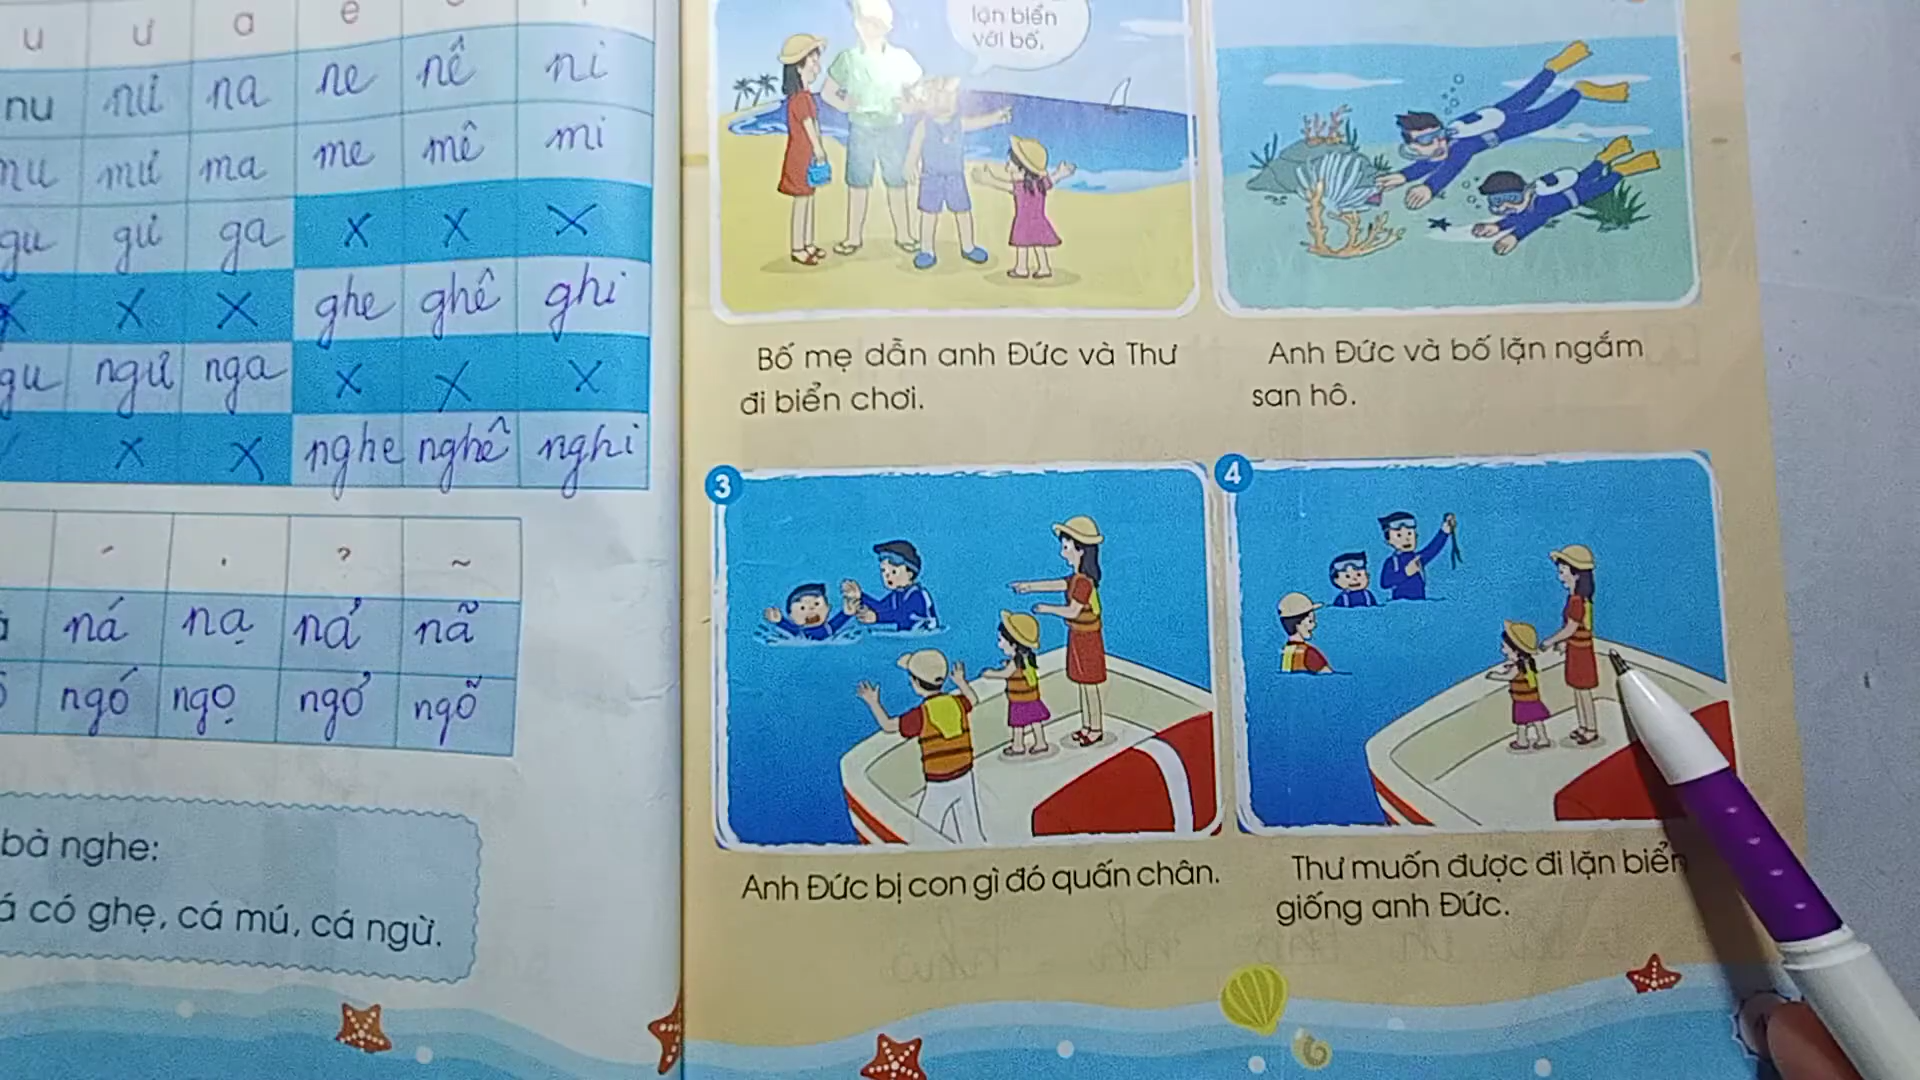 u ư a e
nu nư na ne nê ni
mu mư ma me mê mi
gu gư ga x x x
x x x ghe ghê ghi
gu ngư nga x x x
x x nghe nghê nghi
ˊ . ? ~
ná nạ nả nã
ngó ngọ ngỏ ngõ
bà nghe:
á có ghẹ, cá mú, cá ngừ.
lặn biển
với bố.
Bố mẹ dẫn anh Đức và Thư
đi biển chơi.
Anh Đức và bố lặn ngắm
san hô.
3
Anh Đức bị con gì đó quấn chân.
4
Thư muốn được đi lặn biển
giống anh Đức.